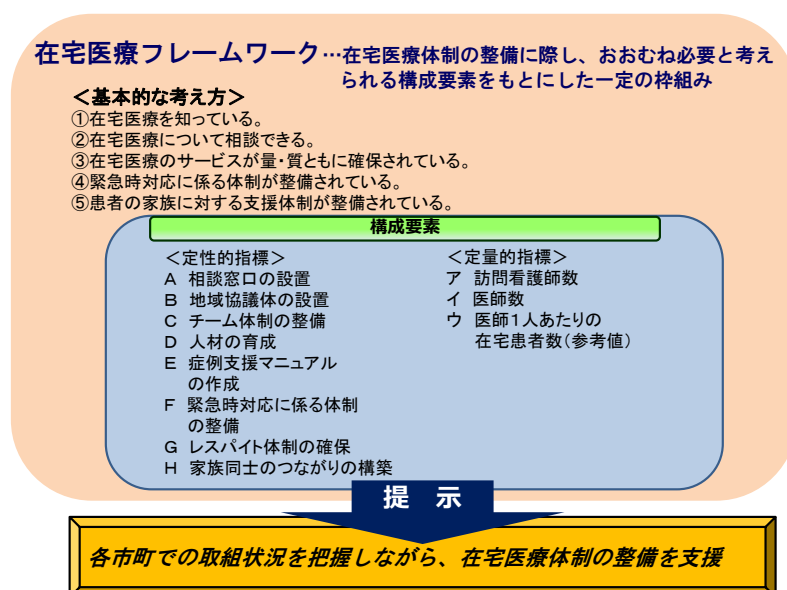 在宅医療フレームワーク…在宅医療体制の整備に際し、おおむね必要と考え
られる構成要素をもとにした一定の枠組み
＜基本的な考え方＞
①在宅医療を知っている。
②在宅医療について相談できる。
③在宅医療のサービスが量・質ともに確保されている。
④緊急時対応に係る体制が整備されている。
⑤患者の家族に対する支援体制が整備されている。
構成要素
＜定性的指標＞
A 相談窓口の設置
B 地域協議体の設置
C チーム体制の整備
D 人材の育成
E 症例支援マニュアル
の作成
F 緊急時対応に係る体制
の整備
G レスパイト体制の確保
H 家族同士のつながりの構築
＜定量的指標＞
ア 訪問看護師数
イ 医師数
ウ 医師１人あたりの
在宅患者数（参考値）
提 示
各市町での取組状況を把握しながら、在宅医療体制の整備を支援